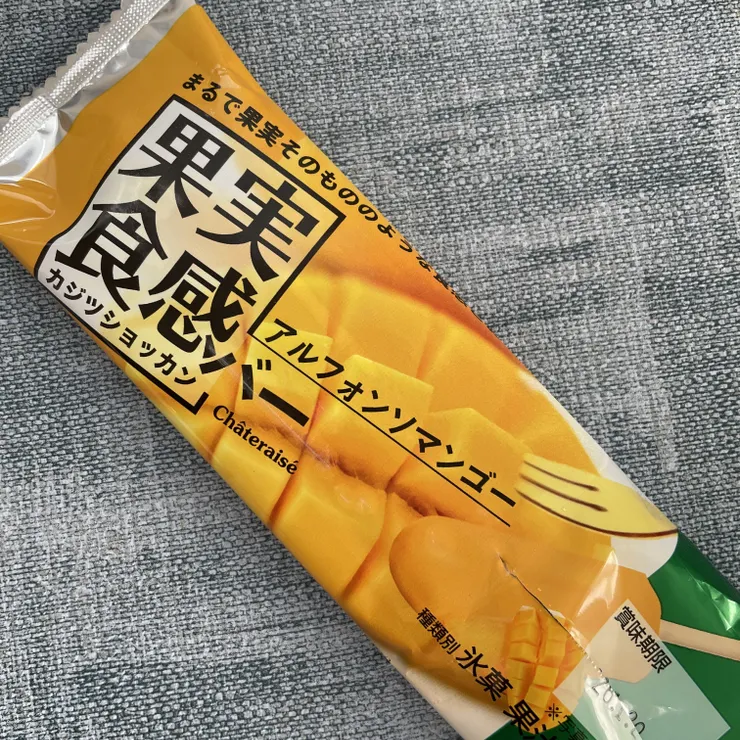 まるで果実そのもののような
果実
食感バー
カジツショッカン
アルフォンソマンゴー
Châteraisé
種類別 氷菓 果
賞味期限